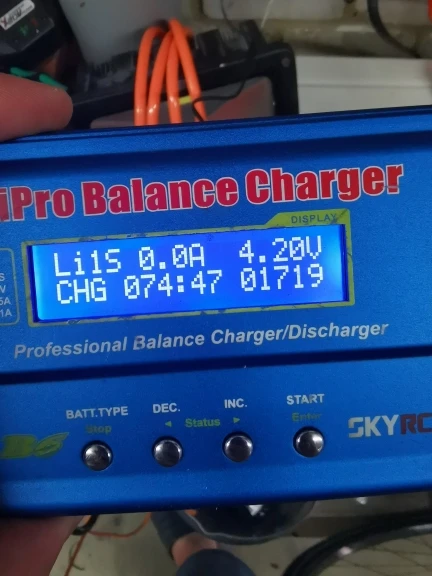 iPro Balance Charger
DISPLAY
Li1S 0.0A 4.20V
CHG 074:47 01719
Professional Balance Charger/Discharger
BATT.TYPE DEC. INC. START
Stop ◄ Status ► Enter
B6 SKYRC